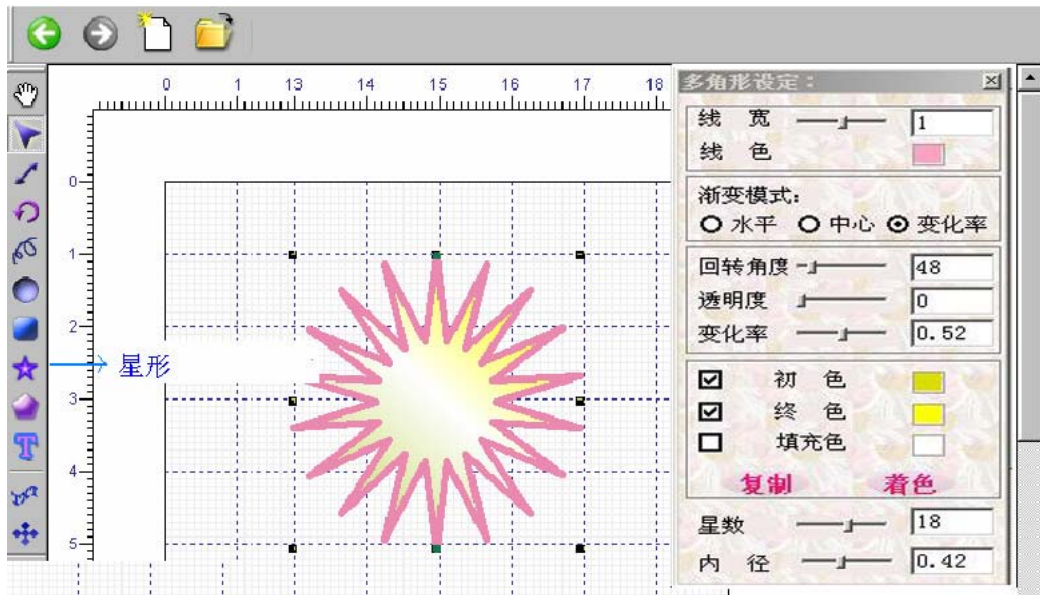 0 1 13 14 15 16 17 18
多角形设定：
线 宽 1
线 色
0
渐变模式:
水平 中心 变化率
1
回转角度 48
透明度 0
2
变化率 0.52
星形
初 色
3
终 色
填充色
4
复制 着色
星数 18
5
内 径 0.42